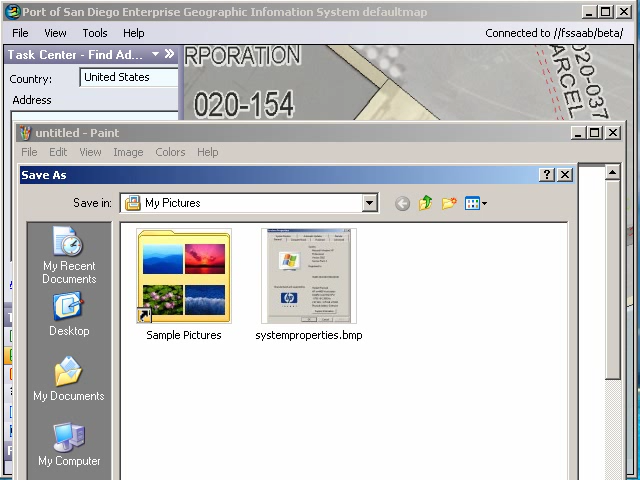 Port of San Diego Enterprise Geographic Infomation System defaultmap
File View Tools Help
Connected to //fssaab/beta/
Task Center - Find Ad...
Country:
United States
Address
RPORATION
020-154
020-037
ARCEL
untitled - Paint
File Edit View Image Colors Help
Save As
Save in:
My Pictures
My Recent
Documents
Desktop
My Documents
My Computer
Sample Pictures
systemproperties.bmp